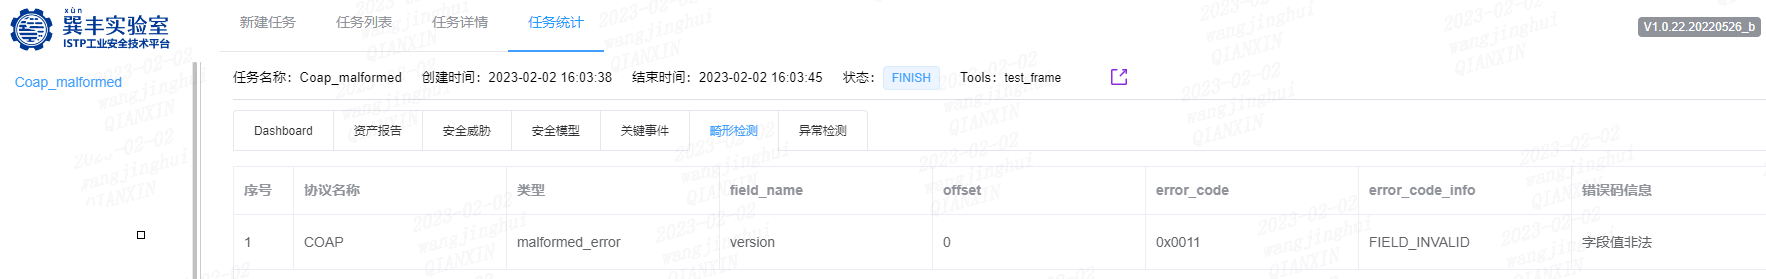 xùn
巽丰实验室
ISTP工业安全技术平台
新建任务 任务列表 任务详情 任务统计
V1.0.22.20220526_b
Coap_malformed
任务名称：Coap_malformed 创建时间：2023-02-02 16:03:38 结束时间：2023-02-02 16:03:45 状态：FINISH Tools：test_frame
Dashboard 资产报告 安全威胁 安全模型 关键事件 畸形检测 异常检测
序号 协议名称 类型 field_name offset error_code error_code_info 错误码信息
1 COAP malformed_error version 0 0x0011 FIELD_INVALID 字段值非法
2023-02-02
wangjinghui
QIANXIN